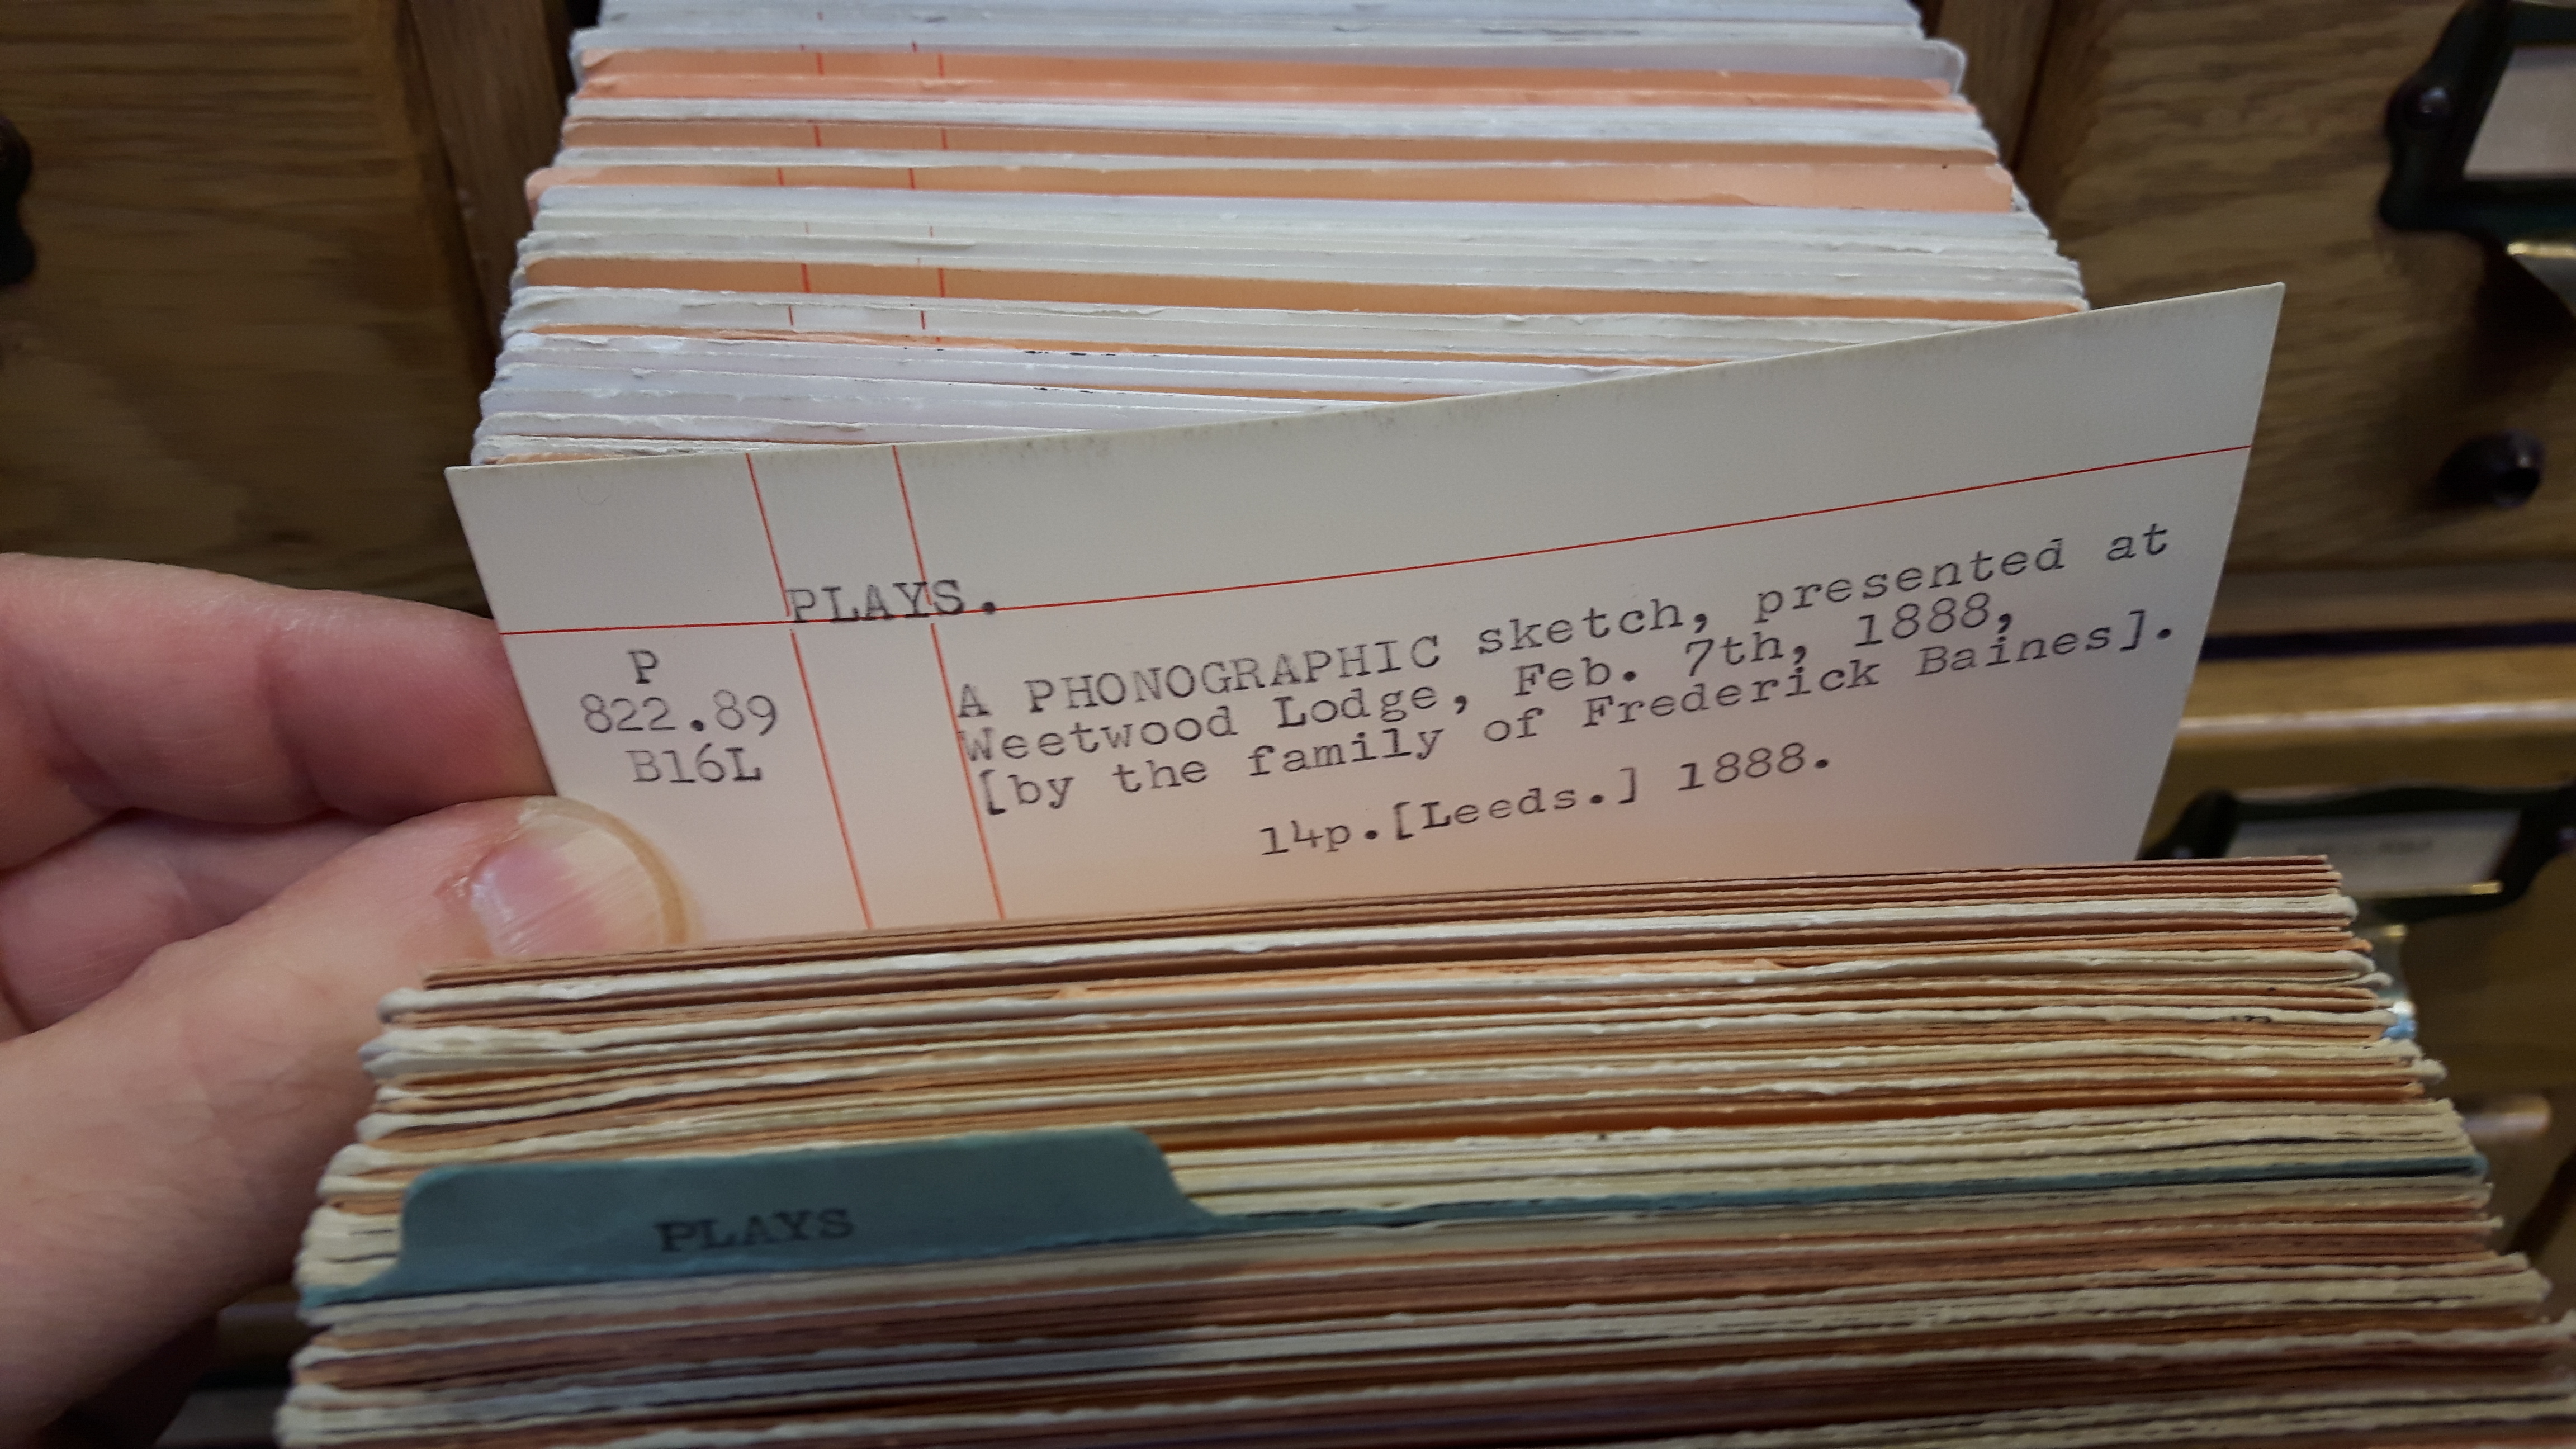 PLAYS.
P
822.89
B16L
A PHONOGRAPHIC sketch, presented at
Weetwood Lodge, Feb. 7th, 1888,
[by the family of Frederick Baines].
14p.[Leeds.] 1888.
PLAYS